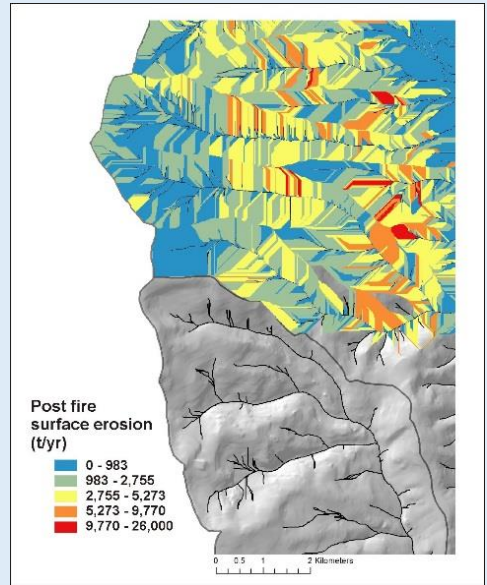 Post fire
surface erosion
(t/yr)
0 - 983
983 - 2,755
2,755 - 5,273
5,273 - 9,770
9,770 - 26,000
0 0.5 1 2 Kilometers